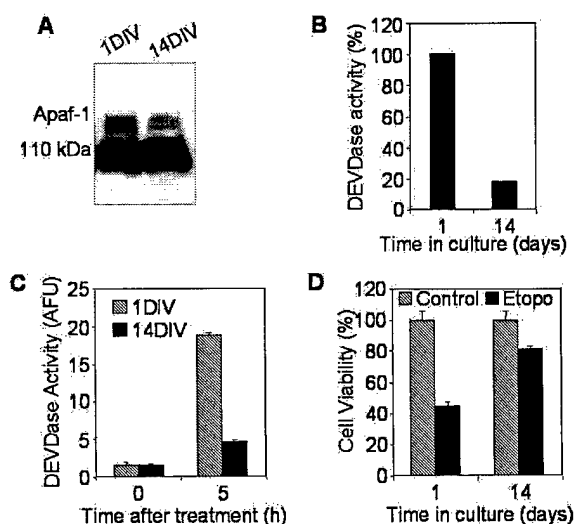 A
1DIV 14DIV
Apaf-1
110 kDa
B
DEVDase activity (%)
120
100
80
60
40
20
0
1 14
Time in culture (days)
C
DEVDase Activity (AFU)
25
20
15
10
5
0
1DIV
14DIV
0 5
Time after treatment (h)
D
Cell Viability (%)
120
100
80
60
40
20
0
Control Etopo
1 14
Time in culture (days)